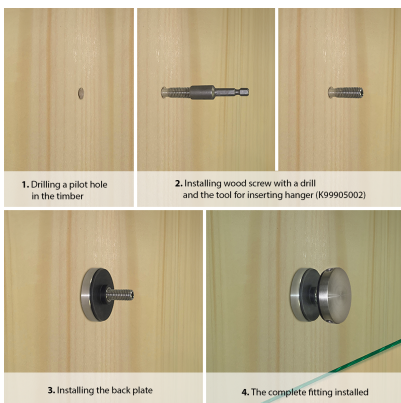 1. Drilling a pilot hole
in the timber
2. Installing wood screw with a drill
and the tool for inserting hanger (K99905002)
3. Installing the back plate
4. The complete fitting installed